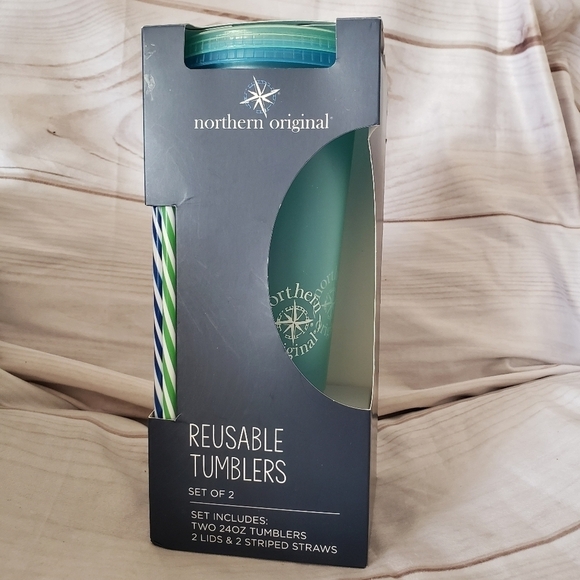 northern original®
northern
original
REUSABLE
TUMBLERS
SET OF 2
SET INCLUDES:
TWO 24OZ TUMBLERS
2 LIDS & 2 STRIPED STRAWS